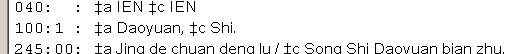 040:   : ‡a IEN ‡c IEN
100:1 : ‡a Daoyuan, ‡c Shi.
245:00: ‡a Jing de chuan deng lu / ‡c Song Shi Daoyuan bian zhu.